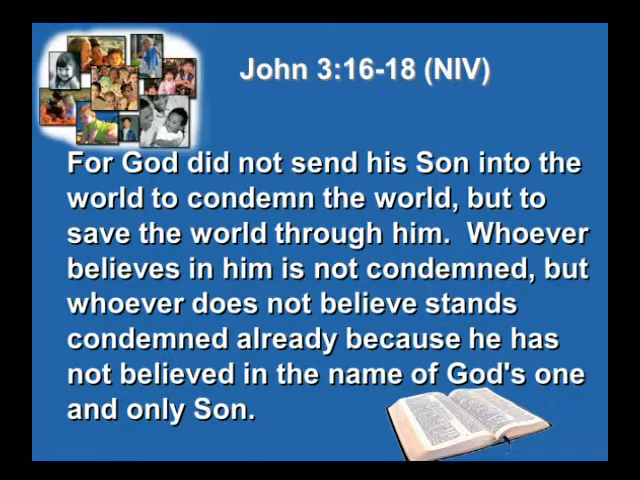 John 3:16-18 (NIV)
For God did not send his Son into the
world to condemn the world, but to
save the world through him.  Whoever
believes in him is not condemned, but
whoever does not believe stands
condemned already because he has
not believed in the name of God's one
and only Son.